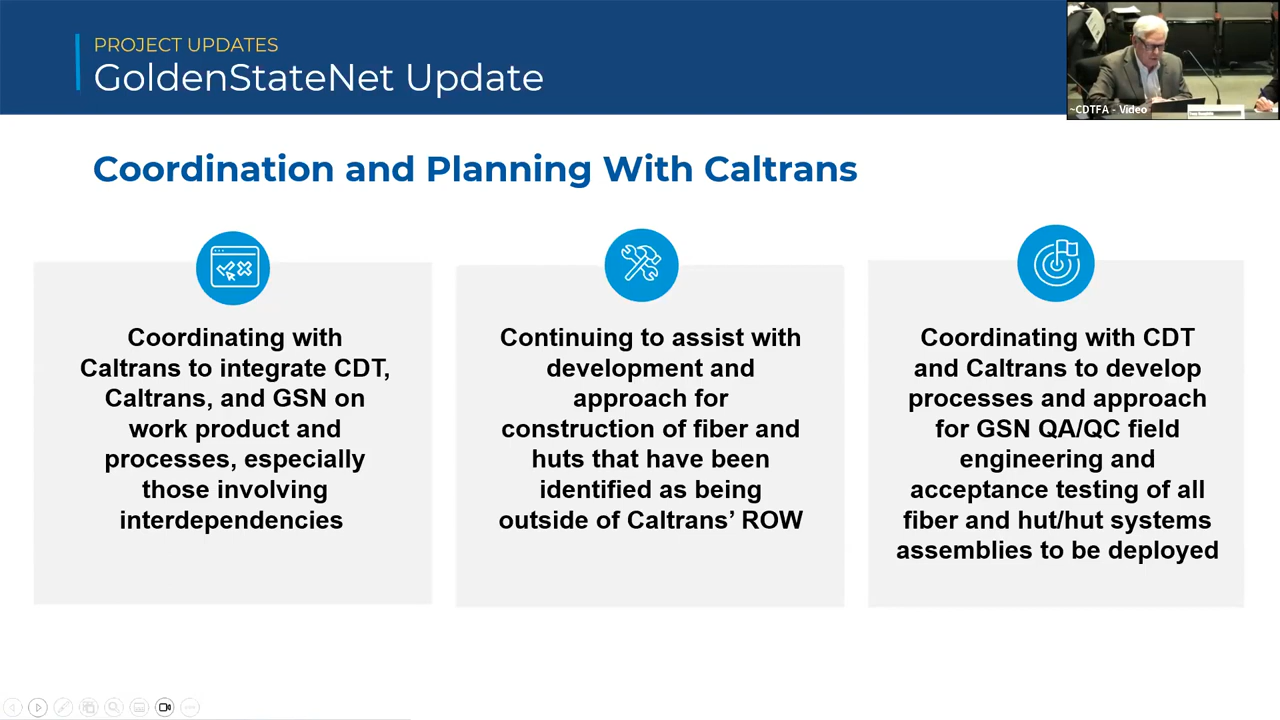 PROJECT UPDATES
GoldenStateNet Update
~CDTFA - Video
Coordination and Planning With Caltrans
Coordinating with
Caltrans to integrate CDT,
Caltrans, and GSN on
work product and
processes, especially
those involving
interdependencies
Continuing to assist with
development and
approach for
construction of fiber and
huts that have been
identified as being
outside of Caltrans’ ROW
Coordinating with CDT
and Caltrans to develop
processes and approach
for GSN QA/QC field
engineering and
acceptance testing of all
fiber and hut/hut systems
assemblies to be deployed